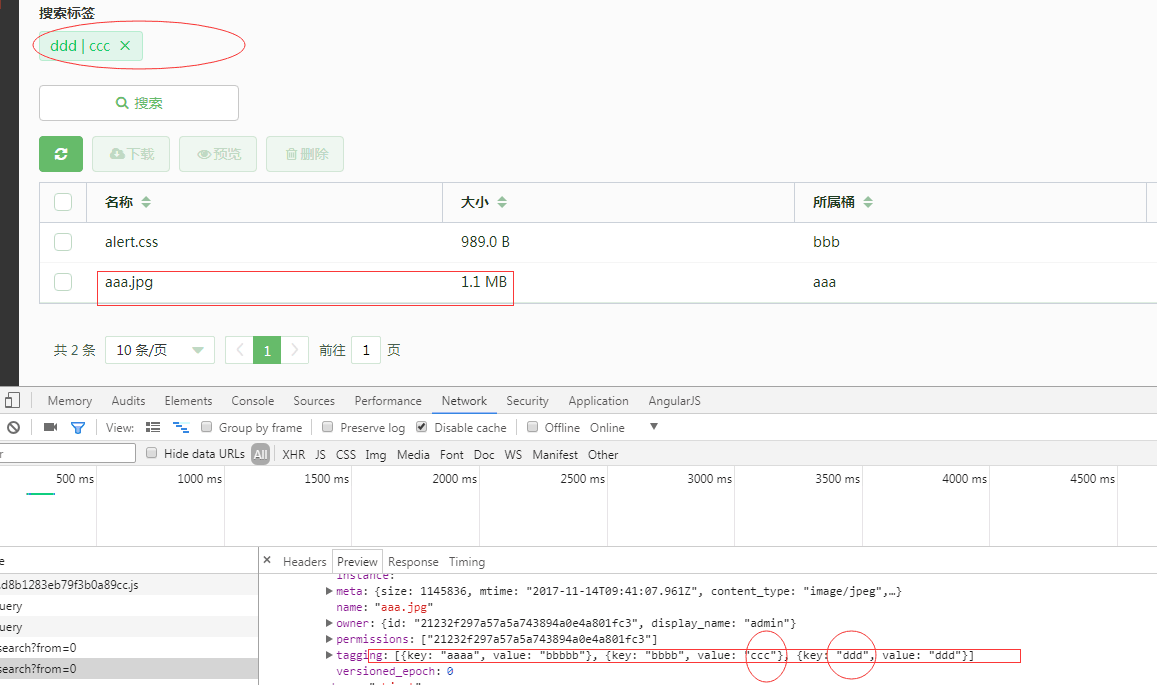 搜索标签
ddd | ccc ×
搜索
下载 预览 删除
名称 大小 所属桶
alert.css 989.0 B bbb
aaa.jpg 1.1 MB aaa
共 2 条 10 条/页 1 前往 1 页
Memory Audits Elements Console Sources Performance Network Security Application AngularJS
View: Group by frame Preserve log Disable cache Offline Online
r Hide data URLs All XHR JS CSS Img Media Font Doc WS Manifest Other
500 ms 1000 ms 1500 ms 2000 ms 2500 ms 3000 ms 3500 ms 4000 ms 4500 ms
e × Headers Preview Response Timing
.d8b1283eb79f3b0a89cc.js
uery
uery
search?from=0
search?from=0
instance:
meta: {size: 1145836, mtime: "2017-11-14T09:41:07.961Z", content_type: "image/jpeg",…}
name: "aaa.jpg"
owner: {id: "21232f297a57a5a743894a0e4a801fc3", display_name: "admin"}
permissions: ["21232f297a57a5a743894a0e4a801fc3"]
tagging: [{key: "aaaa", value: "bbbbb"}, {key: "bbbb", value: "ccc"}, {key: "ddd", value: "ddd"}]
versioned_epoch: 0